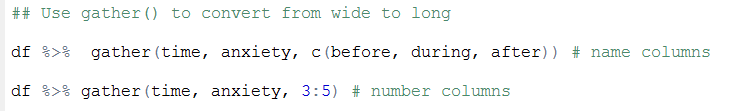 ## Use gather() to convert from wide to long
df %>%  gather(time, anxiety, c(before, during, after)) # name columns
df %>% gather(time, anxiety, 3:5) # number columns